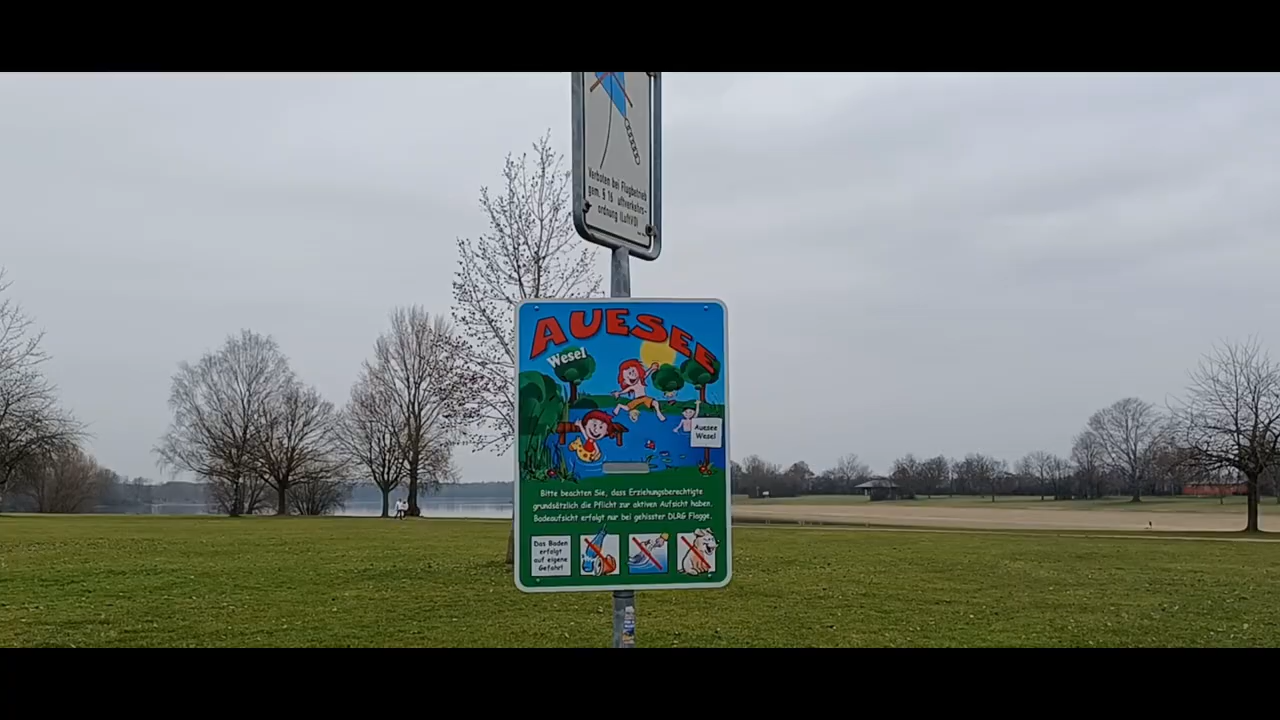 Verboten bei Flugbetrieb
gem. § 16 uftverkehrs-
ordnung (LuftVO)
AUESEE
Wesel
Auesee
Wesel
Bitte beachten Sie, dass Erziehungsberechtigte
grundsätzlich die Pflicht zur aktiven Aufsicht haben.
Badeaufsicht erfolgt nur bei gehisster DLRG Flagge.
Das Baden
erfolgt
auf eigene
Gefahr!